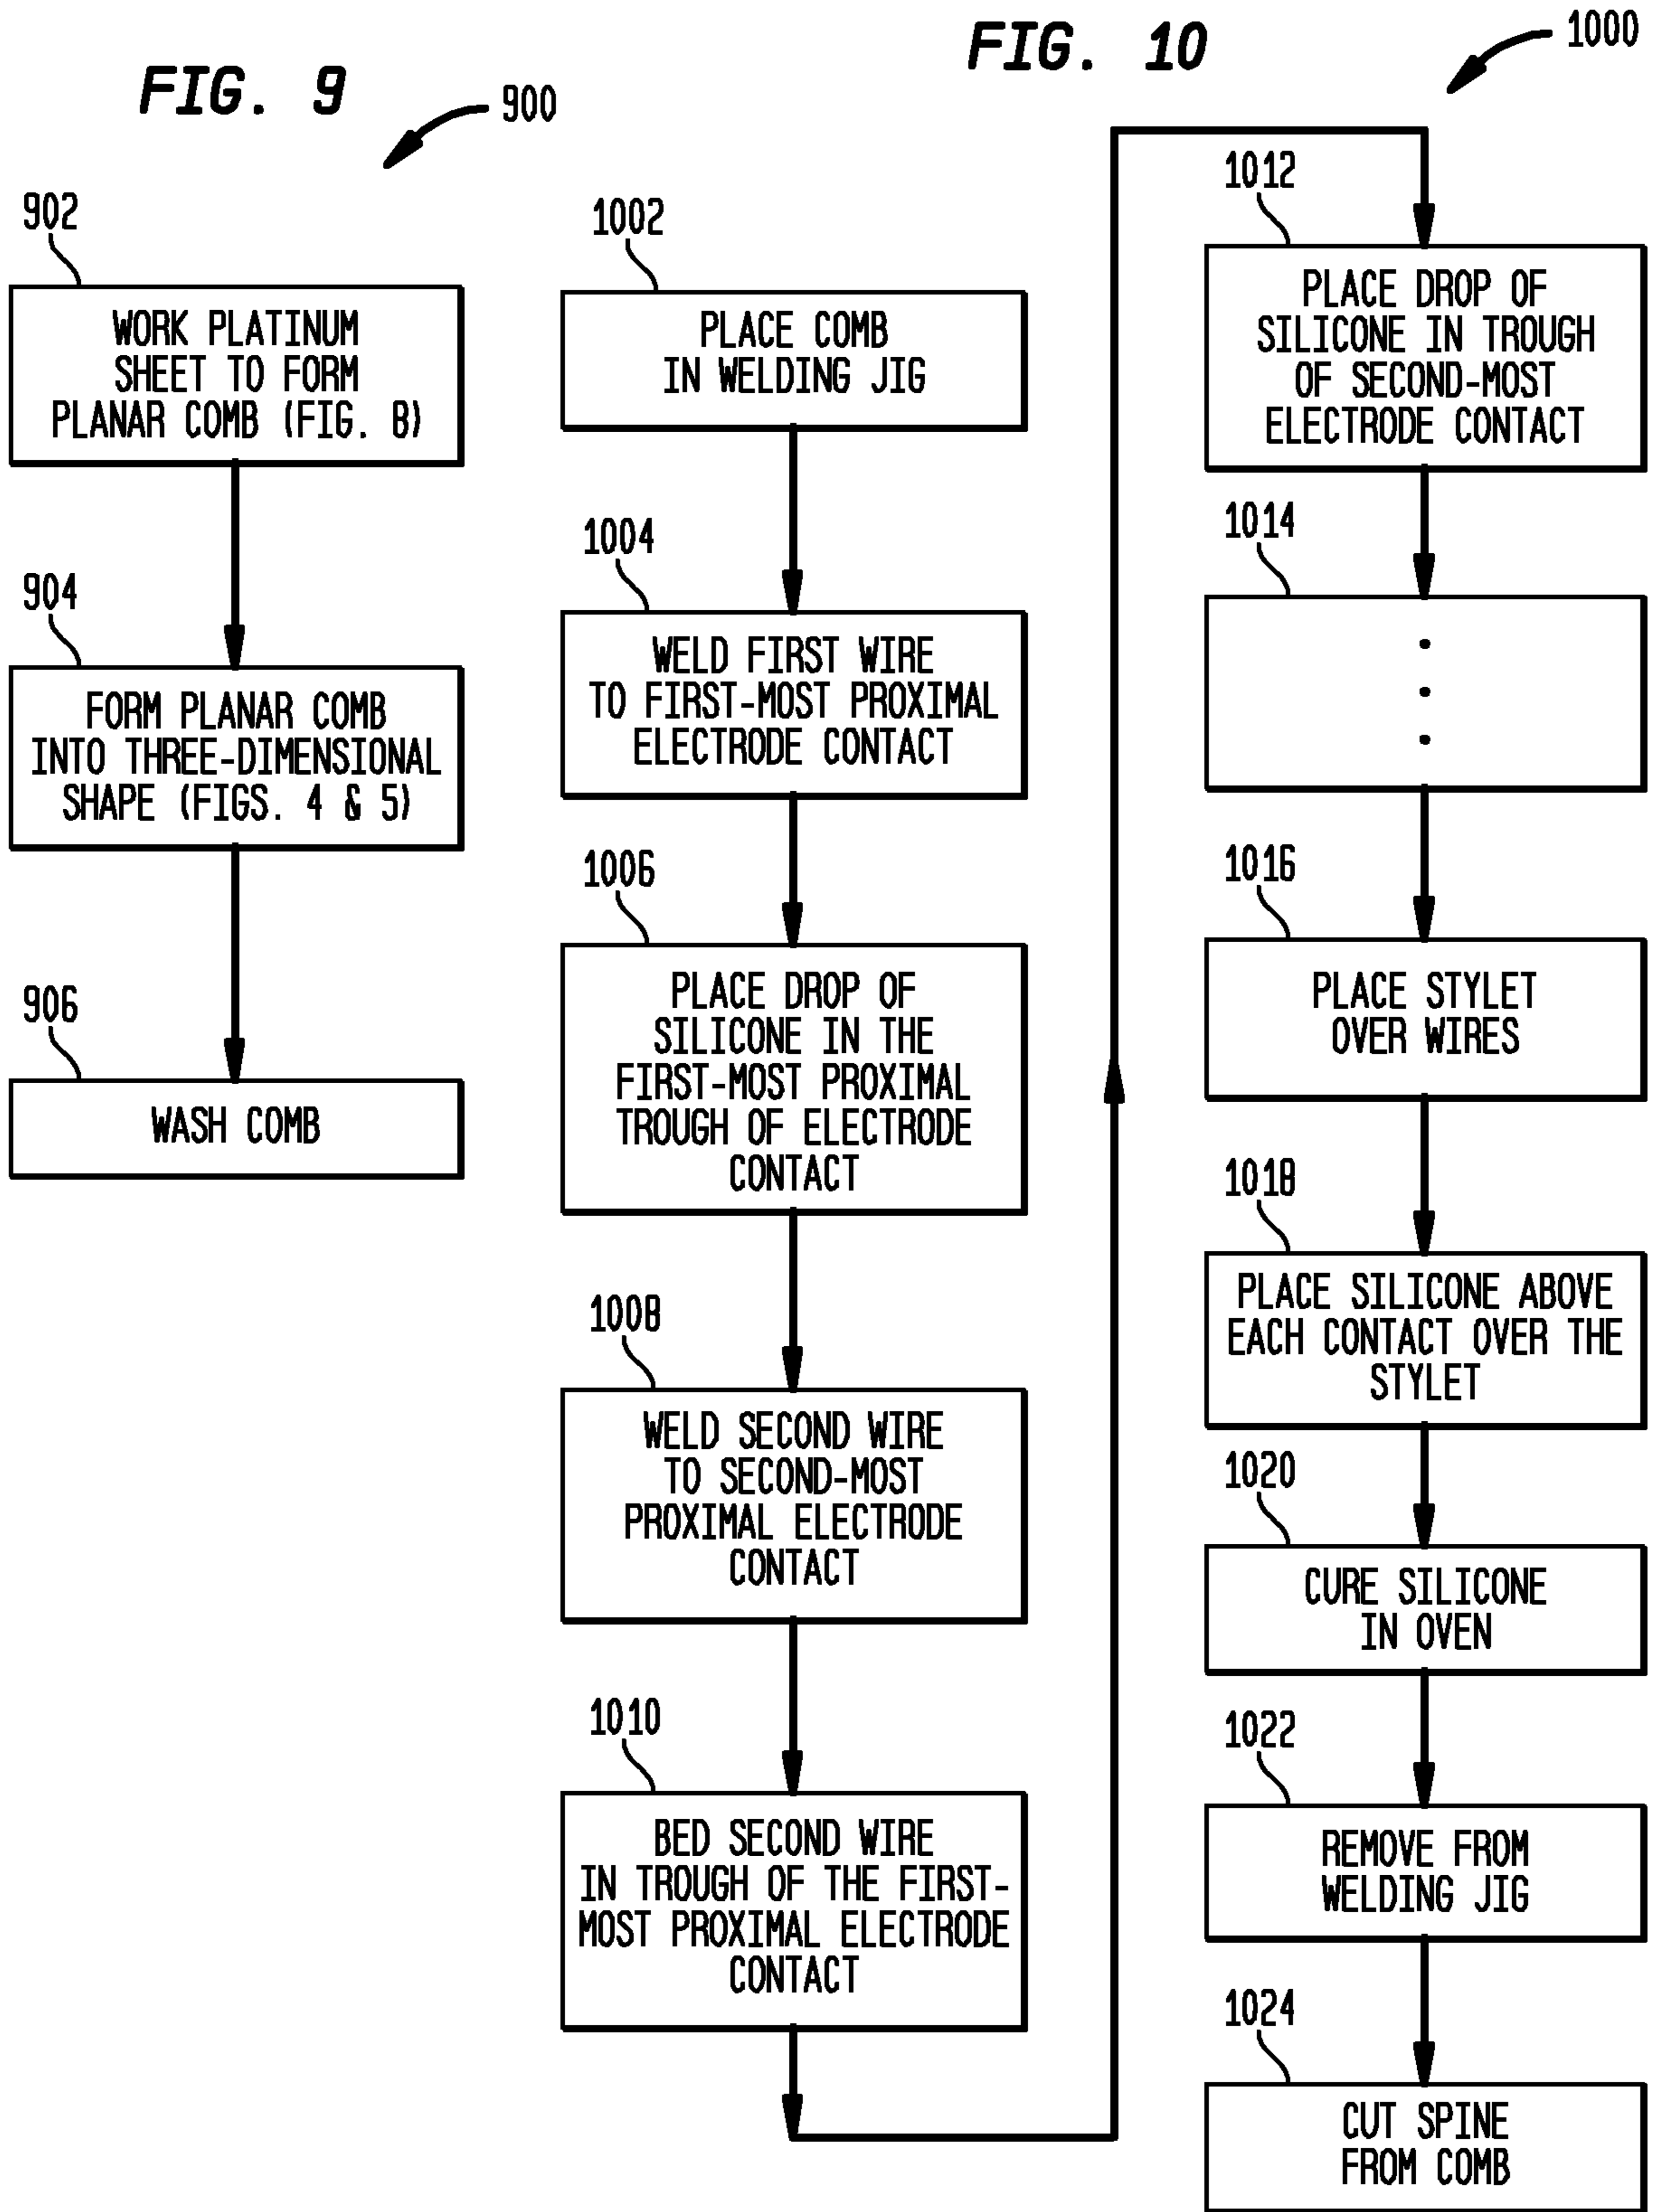 FIG. 9
900
902
WORK PLATINUM
SHEET TO FORM
PLANAR COMB (FIG. 8)
904
FORM PLANAR COMB
INTO THREE-DIMENSIONAL
SHAPE (FIGS. 4 & 5)
906
WASH COMB
FIG. 10
1000
1002
PLACE COMB
IN WELDING JIG
1004
WELD FIRST WIRE
TO FIRST-MOST PROXIMAL
ELECTRODE CONTACT
1006
PLACE DROP OF
SILICONE IN THE
FIRST-MOST PROXIMAL
TROUGH OF ELECTRODE
CONTACT
1008
WELD SECOND WIRE
TO SECOND-MOST
PROXIMAL ELECTRODE
CONTACT
1010
BED SECOND WIRE
IN TROUGH OF THE FIRST-
MOST PROXIMAL ELECTRODE
CONTACT
1012
PLACE DROP OF
SILICONE IN TROUGH
OF SECOND-MOST
ELECTRODE CONTACT
1014
1016
PLACE STYLET
OVER WIRES
1018
PLACE SILICONE ABOVE
EACH CONTACT OVER THE
STYLET
1020
CURE SILICONE
IN OVEN
1022
REMOVE FROM
WELDING JIG
1024
CUT SPINE
FROM COMB